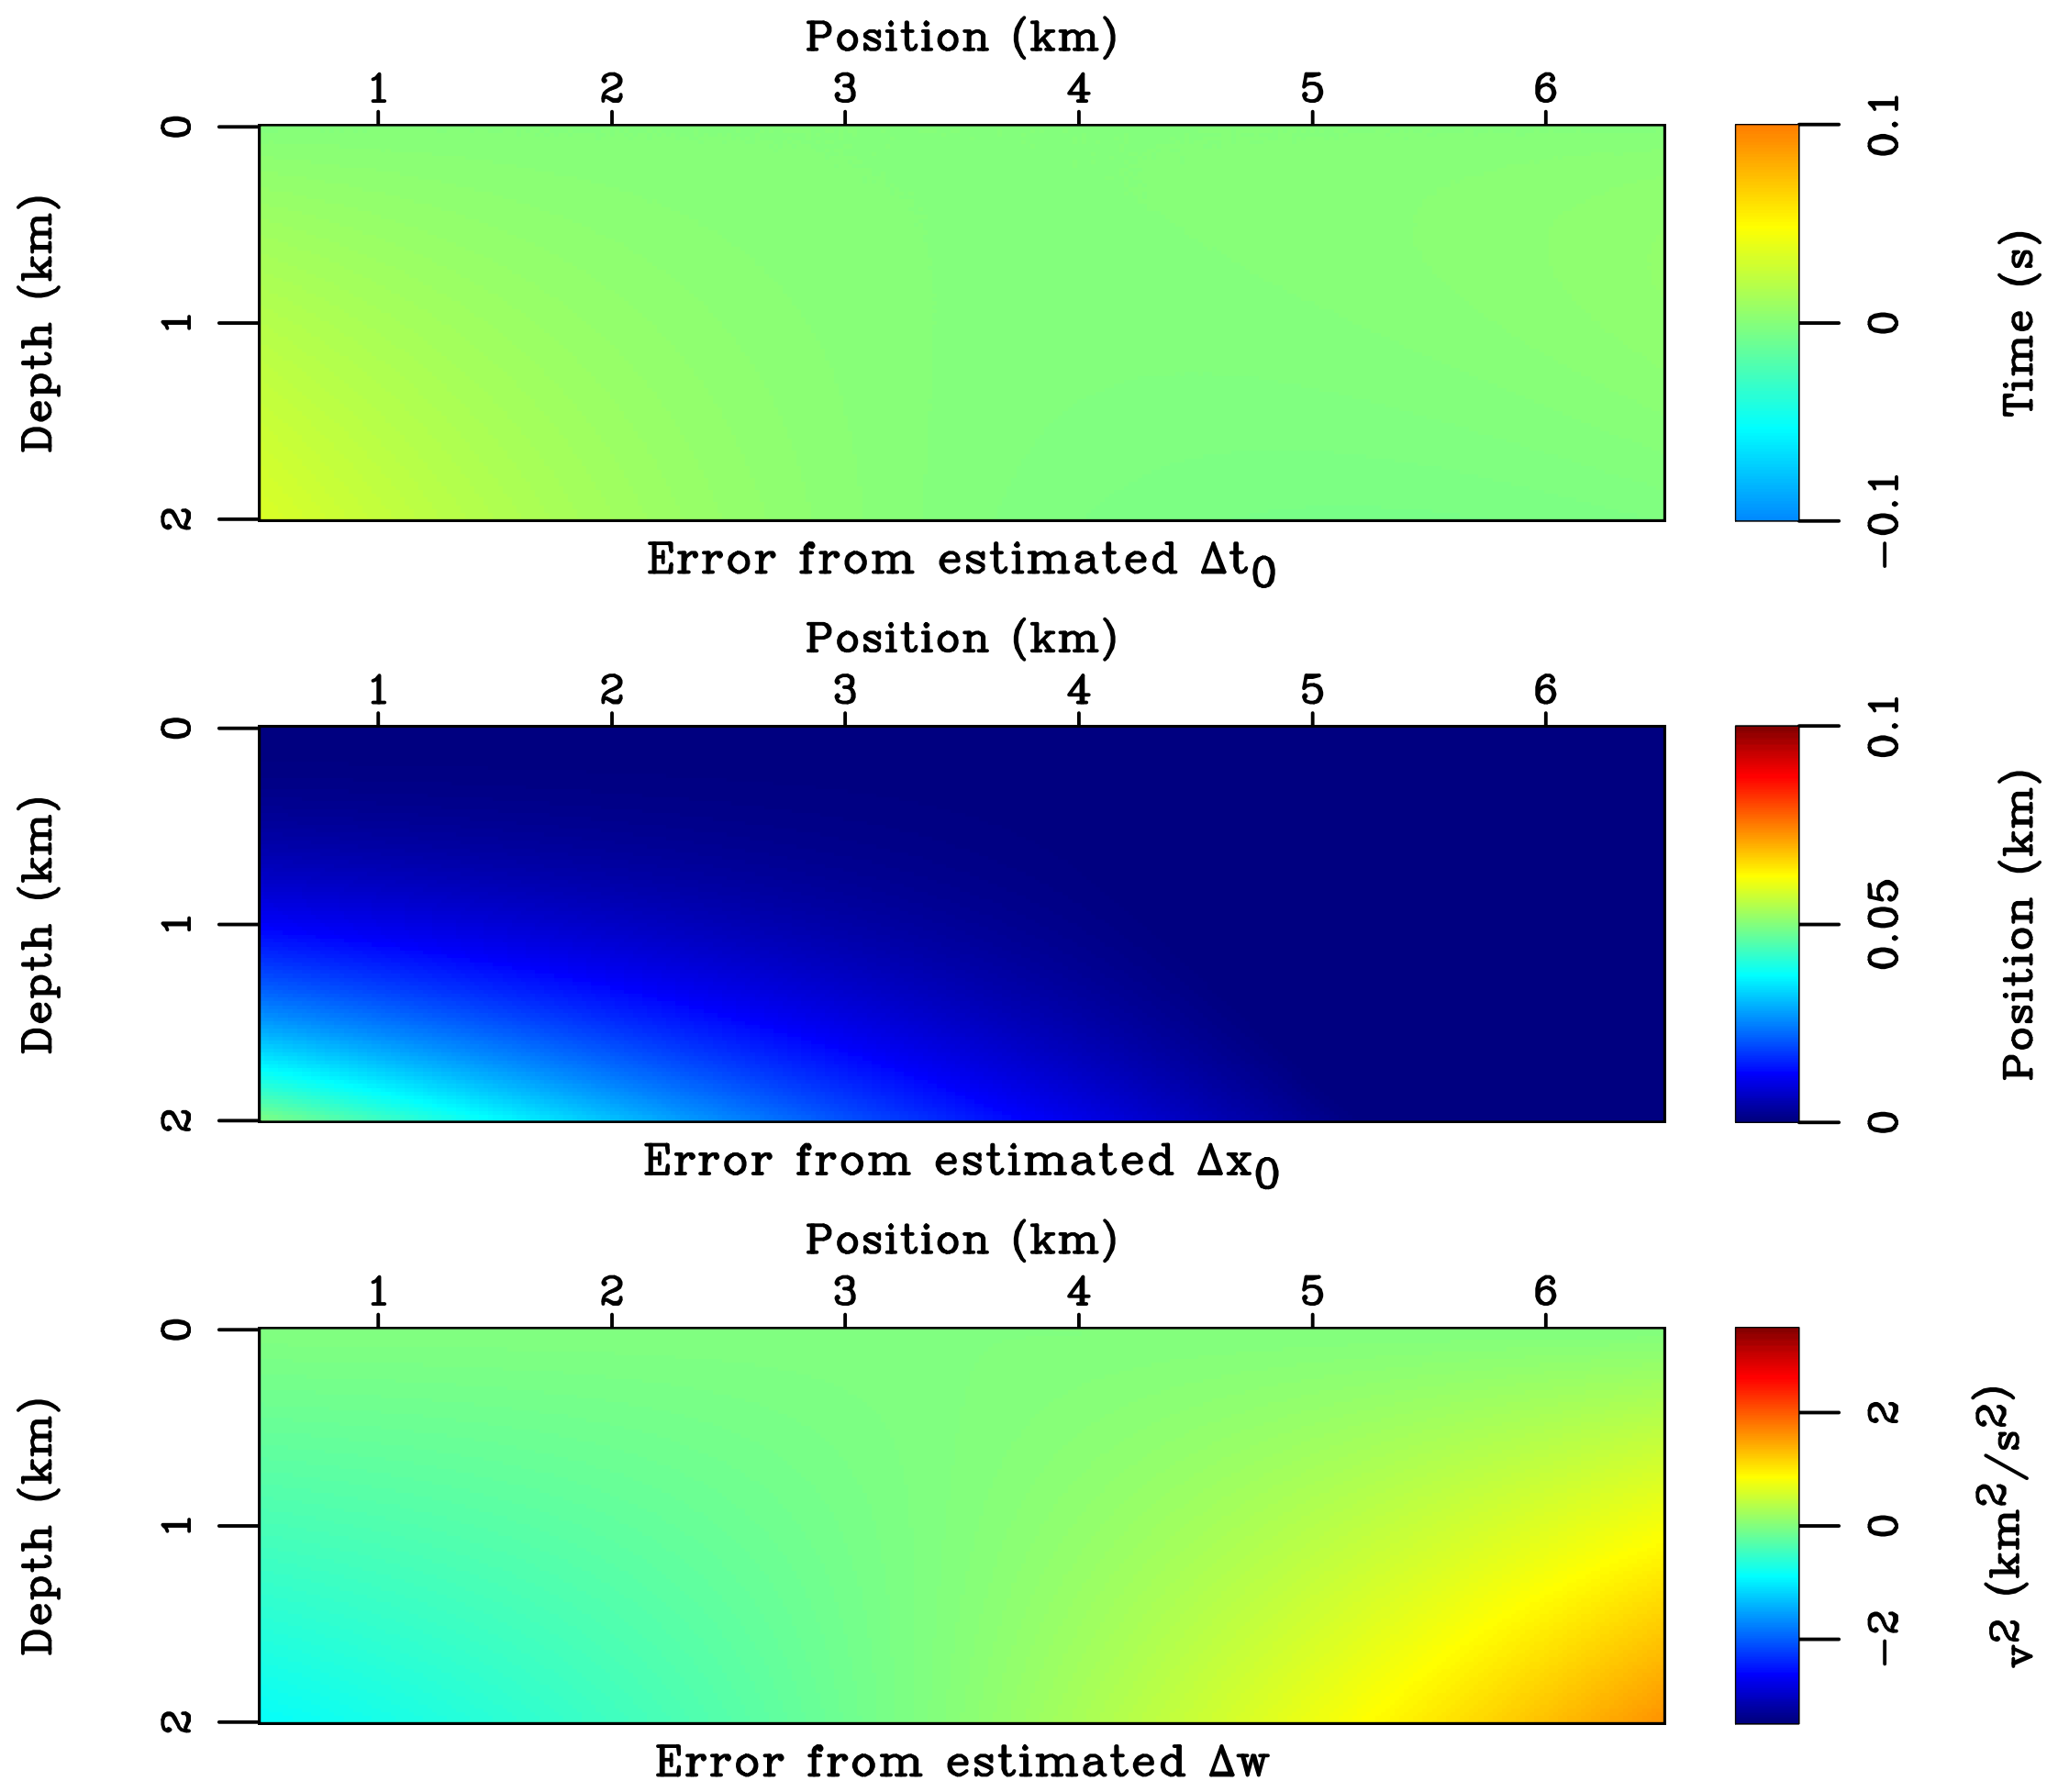 Position (km)
1 2 3 4 5 6
0
1
2
Depth (km)
0.1
0
−0.1
Time (s)
Error from estimated Δt0
Position (km)
1 2 3 4 5 6
0
1
2
Depth (km)
0.1
0.05
0
Position (km)
Error from estimated Δx0
Position (km)
1 2 3 4 5 6
0
1
2
Depth (km)
2
0
−2
v2 (km2/s2)
Error from estimated Δw